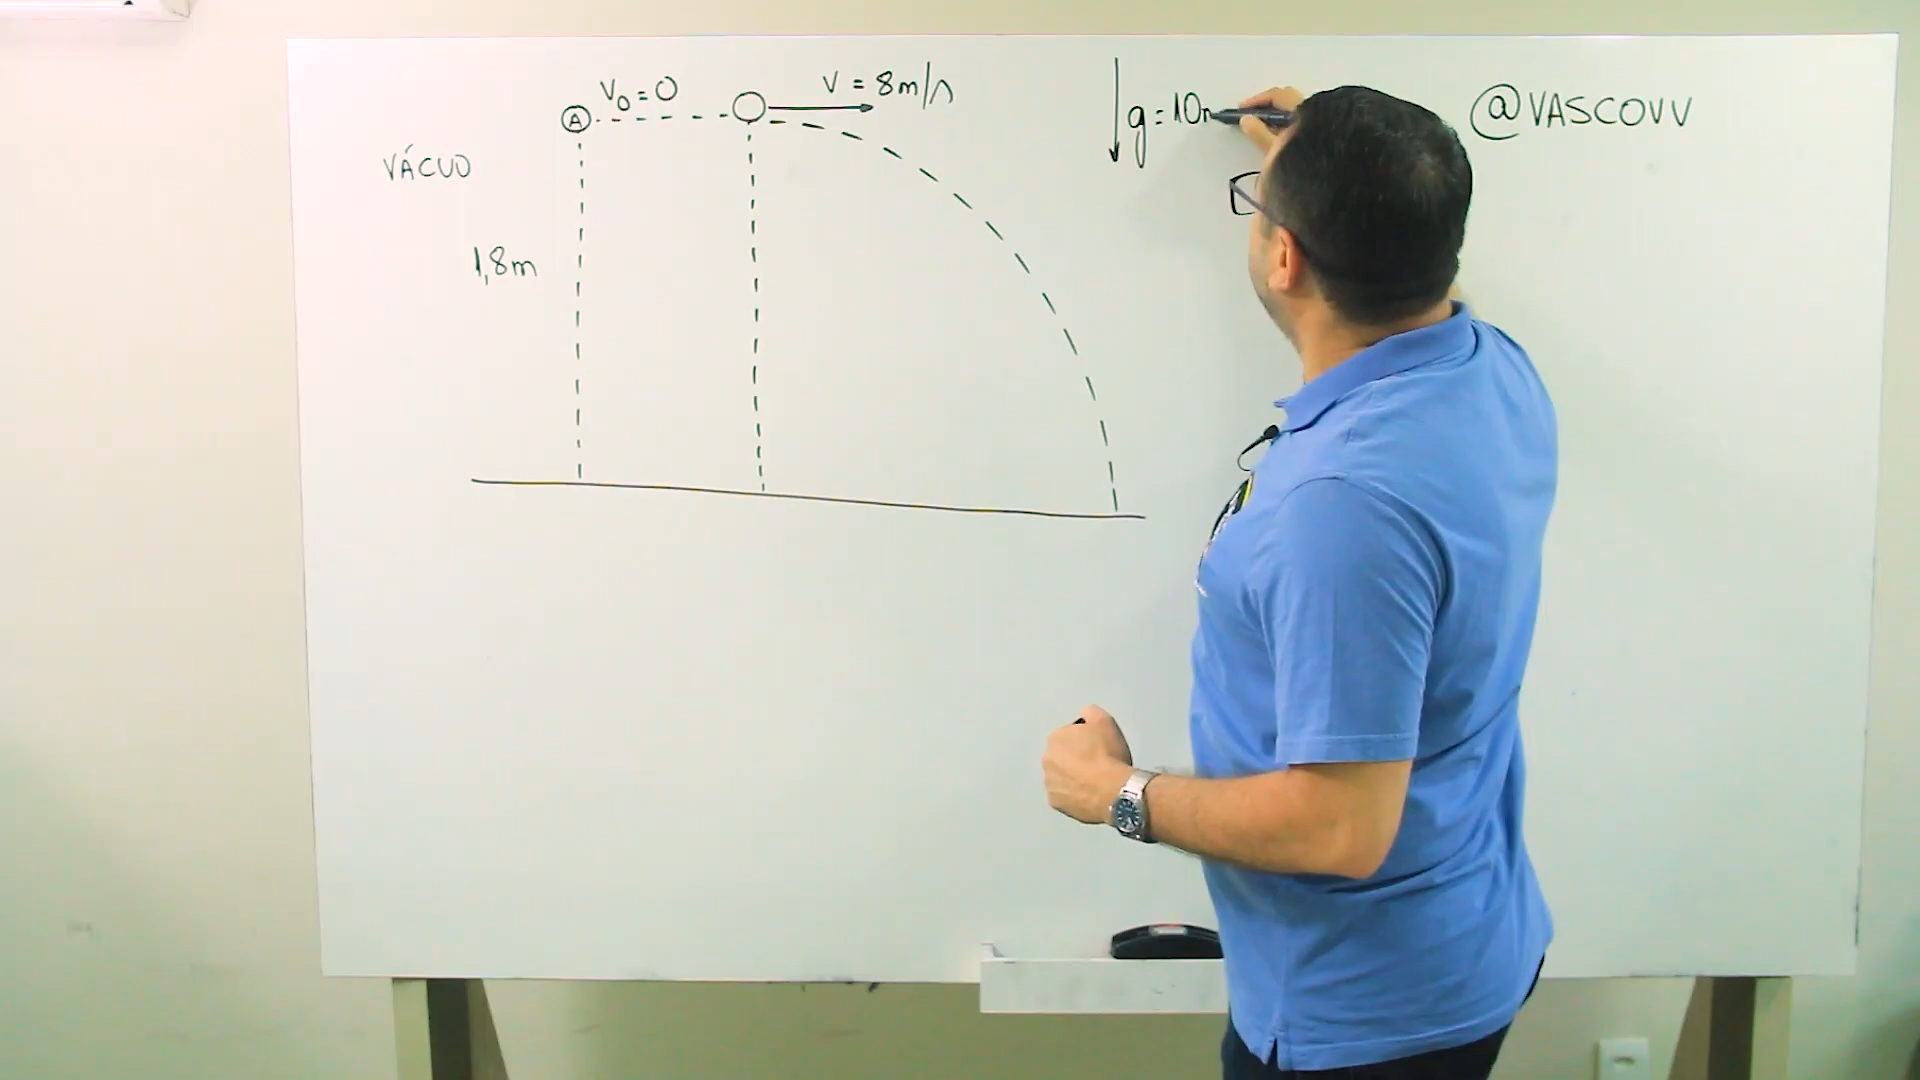 V₀ = 0
V = 8m/s
A
g = 10m
@VASCOVV
VÁCUO
1,8m